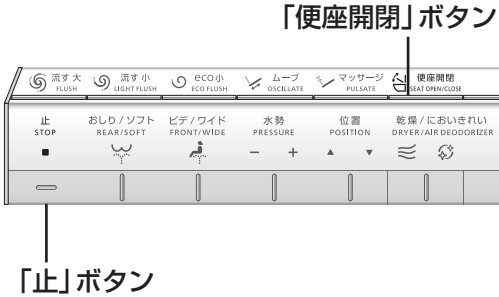 「便座開閉」ボタン
流す大 流す小 eco小 ムーブ マッサージ 便座開閉
FLUSH LIGHT FLUSH ECO FLUSH OSCILLATE PULSATE SEAT OPEN/CLOSE
止 おしり/ソフト ビデ/ワイド 水勢 位置 乾燥/においきれい
STOP REAR/SOFT FRONT/WIDE PRESSURE POSITION DRYER/AIR DEODORIZER
− + ▲ ▼
「止」ボタン